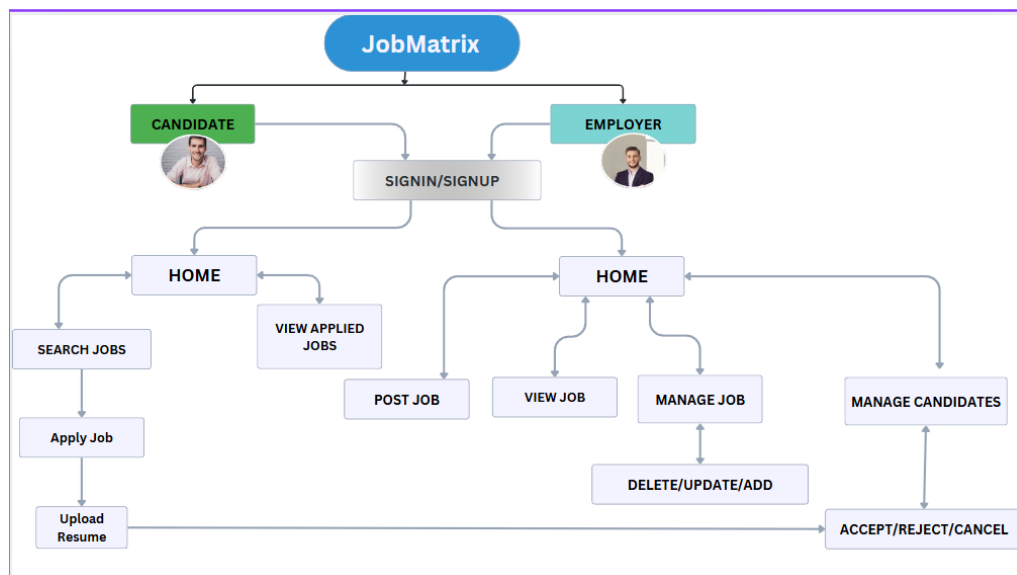 JobMatrix
CANDIDATE
EMPLOYER
SIGNIN/SIGNUP
HOME
HOME
VIEW APPLIED
JOBS
SEARCH JOBS
POST JOB
VIEW JOB
MANAGE JOB
MANAGE CANDIDATES
Apply Job
DELETE/UPDATE/ADD
Upload
Resume
ACCEPT/REJECT/CANCEL